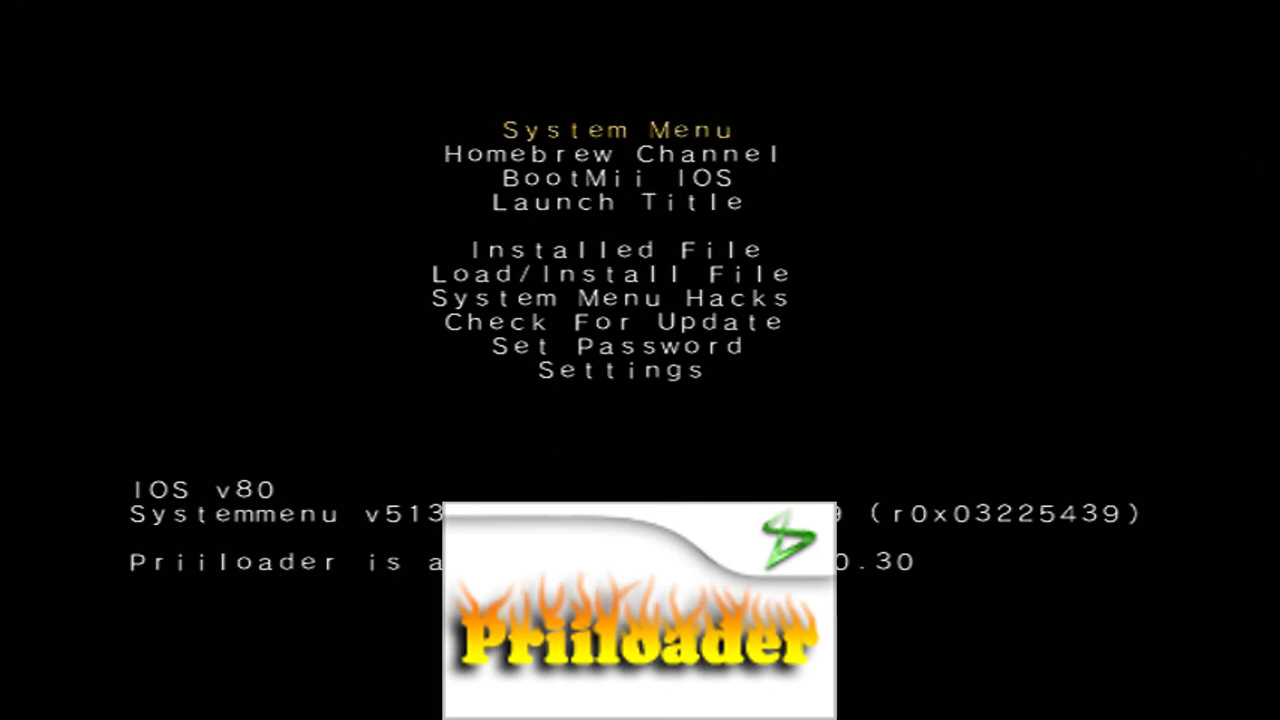 System Menu
Homebrew Channel
BootMii IOS
Launch Title
Installed File
Load/Install File
System Menu Hacks
Check For Update
Set Password
Settings
IOS v80
Systemmenu v513 9 (r0x03225439)
Priiloader is a 0.30
Priiloader